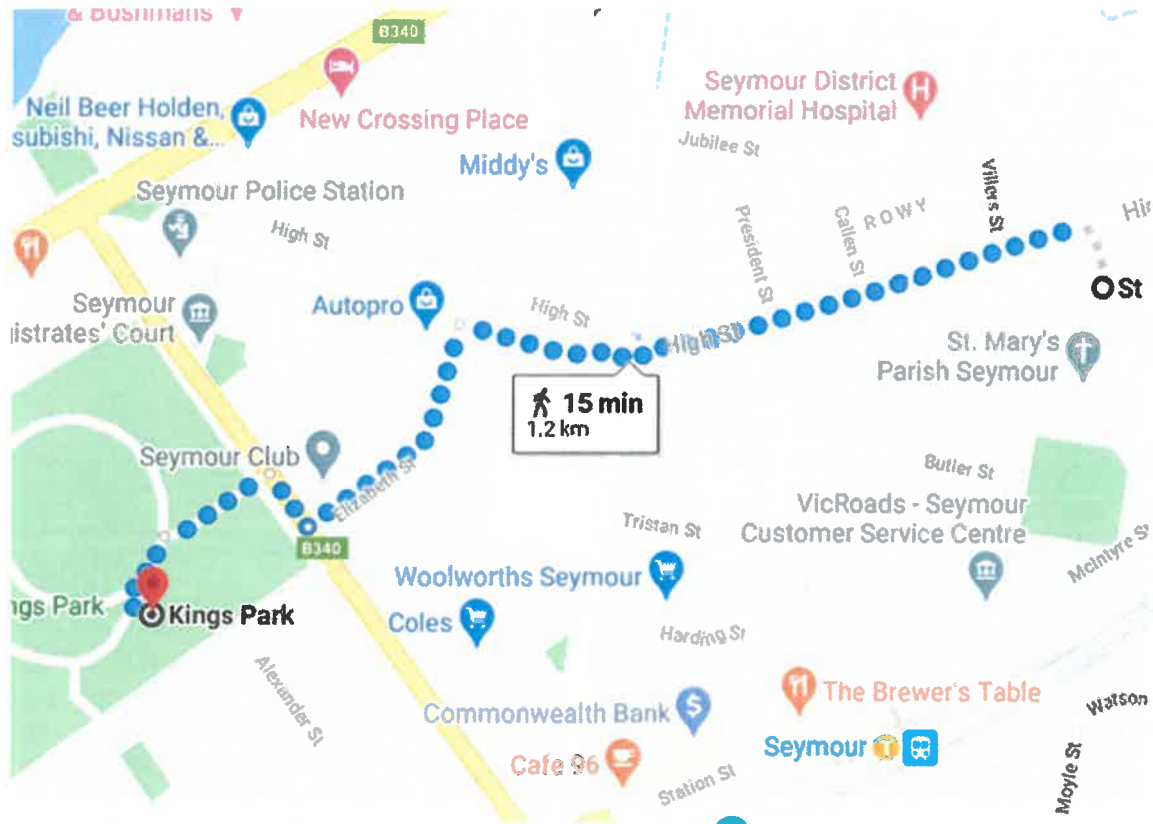 & Bushmans
B340
Seymour District
Memorial Hospital
Neil Beer Holden,
subishi, Nissan &...
New Crossing Place
Jubilee St
Middy's
Villers St
Seymour Police Station
High St
President St
Callen St
ROWY
Hi
St
Seymour
istrates' Court
Autopro
High St
High St
St. Mary's
Parish Seymour
15 min
1.2 km
Seymour Club
Elizabeth St
Butler St
VicRoads - Seymour
Customer Service Centre
Tristan St
McIntyre S
B340
Woolworths Seymour
ngs Park
Kings Park
Coles
Harding St
Alexander St
The Brewer's Table
Watson
Commonwealth Bank
Seymour
Cafe 96
Station St
Moyle St